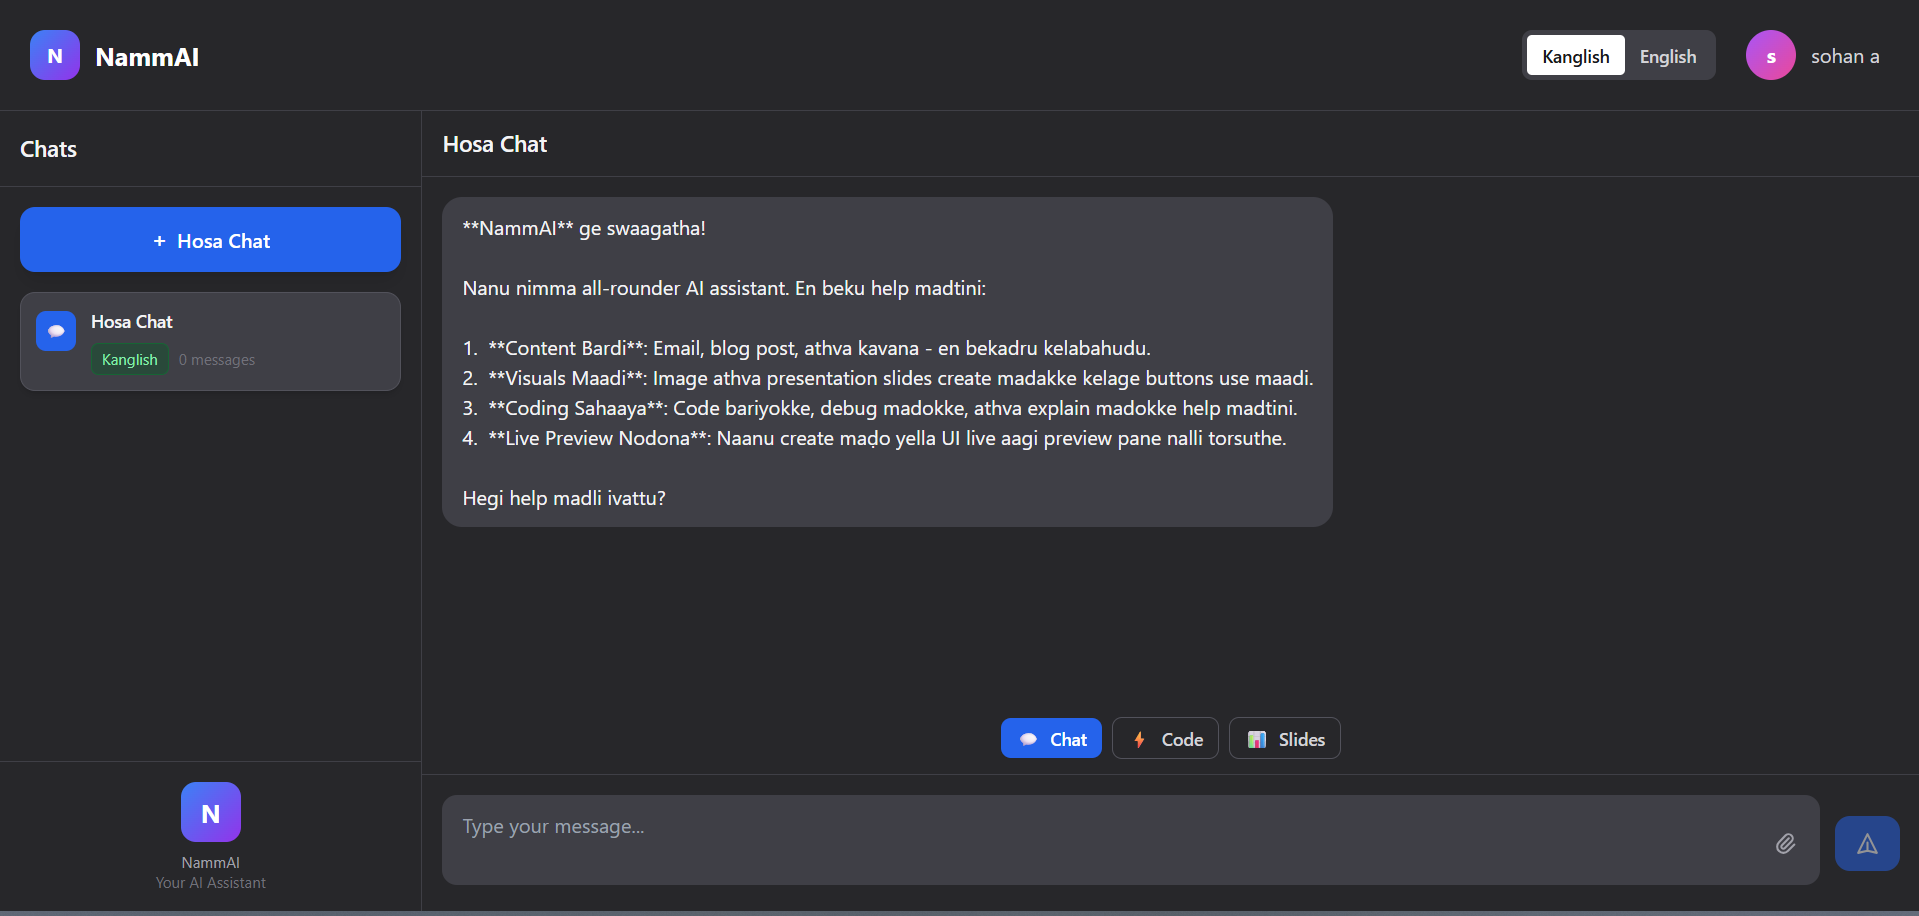 N NammAI
Kanglish English
s sohan a
Chats
+ Hosa Chat
Hosa Chat
Kanglish 0 messages
N
NammAI
Your AI Assistant
Hosa Chat
**NammAI** ge swaagatha!
Nanu nimma all-rounder AI assistant. En beku help madtini:
1. **Content Bardi**: Email, blog post, athva kavana - en bekadru kelabahudu.
2. **Visuals Maadi**: Image athva presentation slides create madakke kelage buttons use maadi.
3. **Coding Sahaaya**: Code bariyokke, debug madokke, athva explain madokke help madtini.
4. **Live Preview Nodona**: Naanu create maḍo yella UI live aagi preview pane nalli torsuthe.
Hegi help madli ivattu?
Chat Code Slides
Type your message...